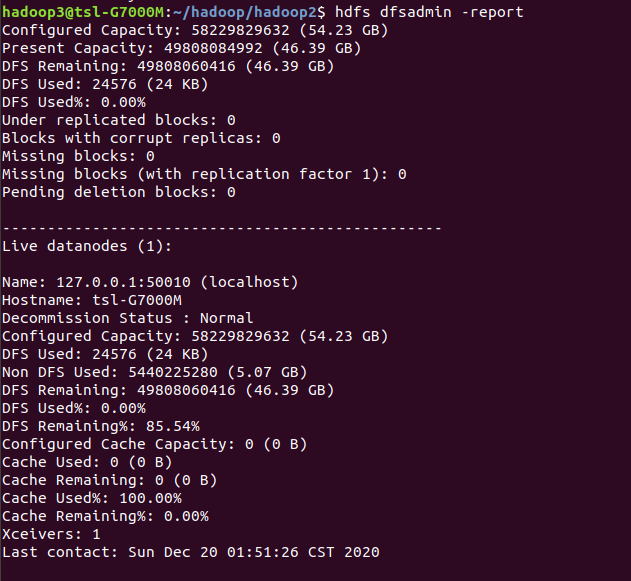 hadoop3@tsl-G7000M:~/hadoop/hadoop2$ hdfs dfsadmin -report
Configured Capacity: 58229829632 (54.23 GB)
Present Capacity: 49808084992 (46.39 GB)
DFS Remaining: 49808060416 (46.39 GB)
DFS Used: 24576 (24 KB)
DFS Used%: 0.00%
Under replicated blocks: 0
Blocks with corrupt replicas: 0
Missing blocks: 0
Missing blocks (with replication factor 1): 0
Pending deletion blocks: 0
-------------------------------------------------
Live datanodes (1):
Name: 127.0.0.1:50010 (localhost)
Hostname: tsl-G7000M
Decommission Status : Normal
Configured Capacity: 58229829632 (54.23 GB)
DFS Used: 24576 (24 KB)
Non DFS Used: 5440225280 (5.07 GB)
DFS Remaining: 49808060416 (46.39 GB)
DFS Used%: 0.00%
DFS Remaining%: 85.54%
Configured Cache Capacity: 0 (0 B)
Cache Used: 0 (0 B)
Cache Remaining: 0 (0 B)
Cache Used%: 100.00%
Cache Remaining%: 0.00%
Xceivers: 1
Last contact: Sun Dec 20 01:51:26 CST 2020